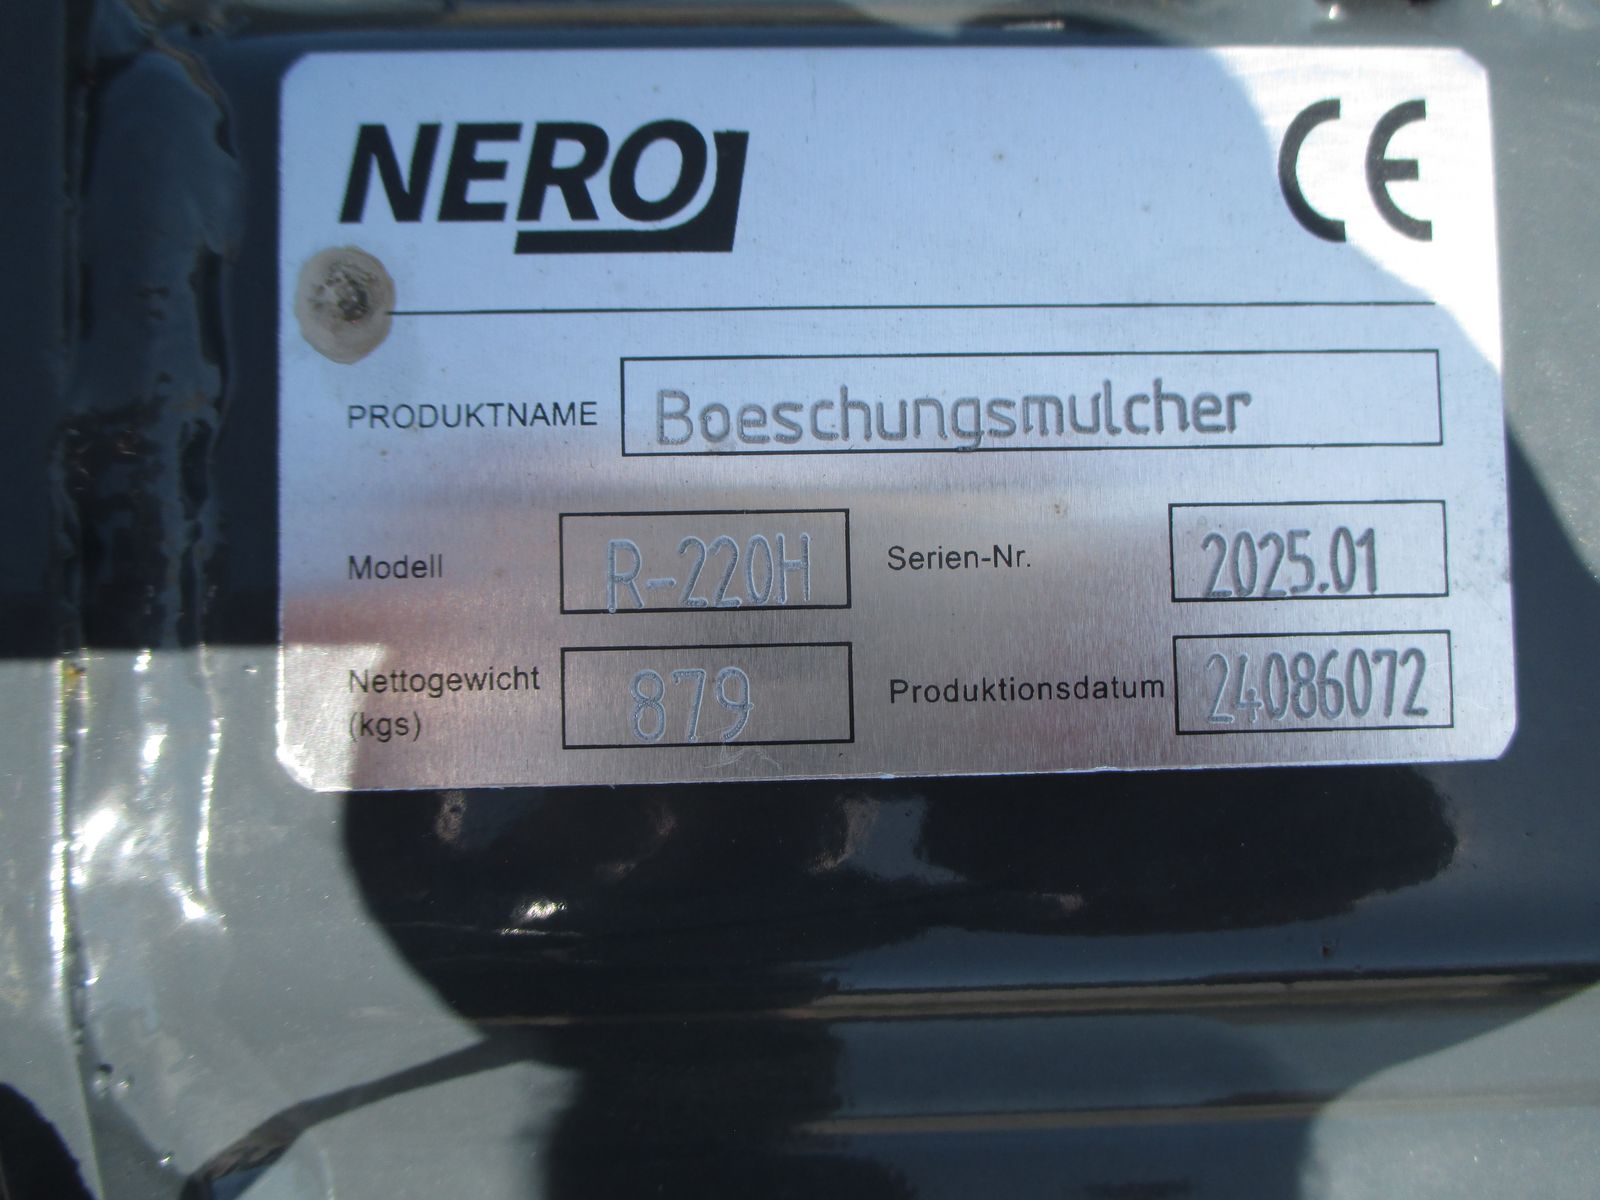 NERO CE
PRODUKTNAME Boeschungsmulcher
Modell R-220H Serien-Nr. 2025.01
Nettogewicht (kgs) 879 Produktionsdatum 24086072